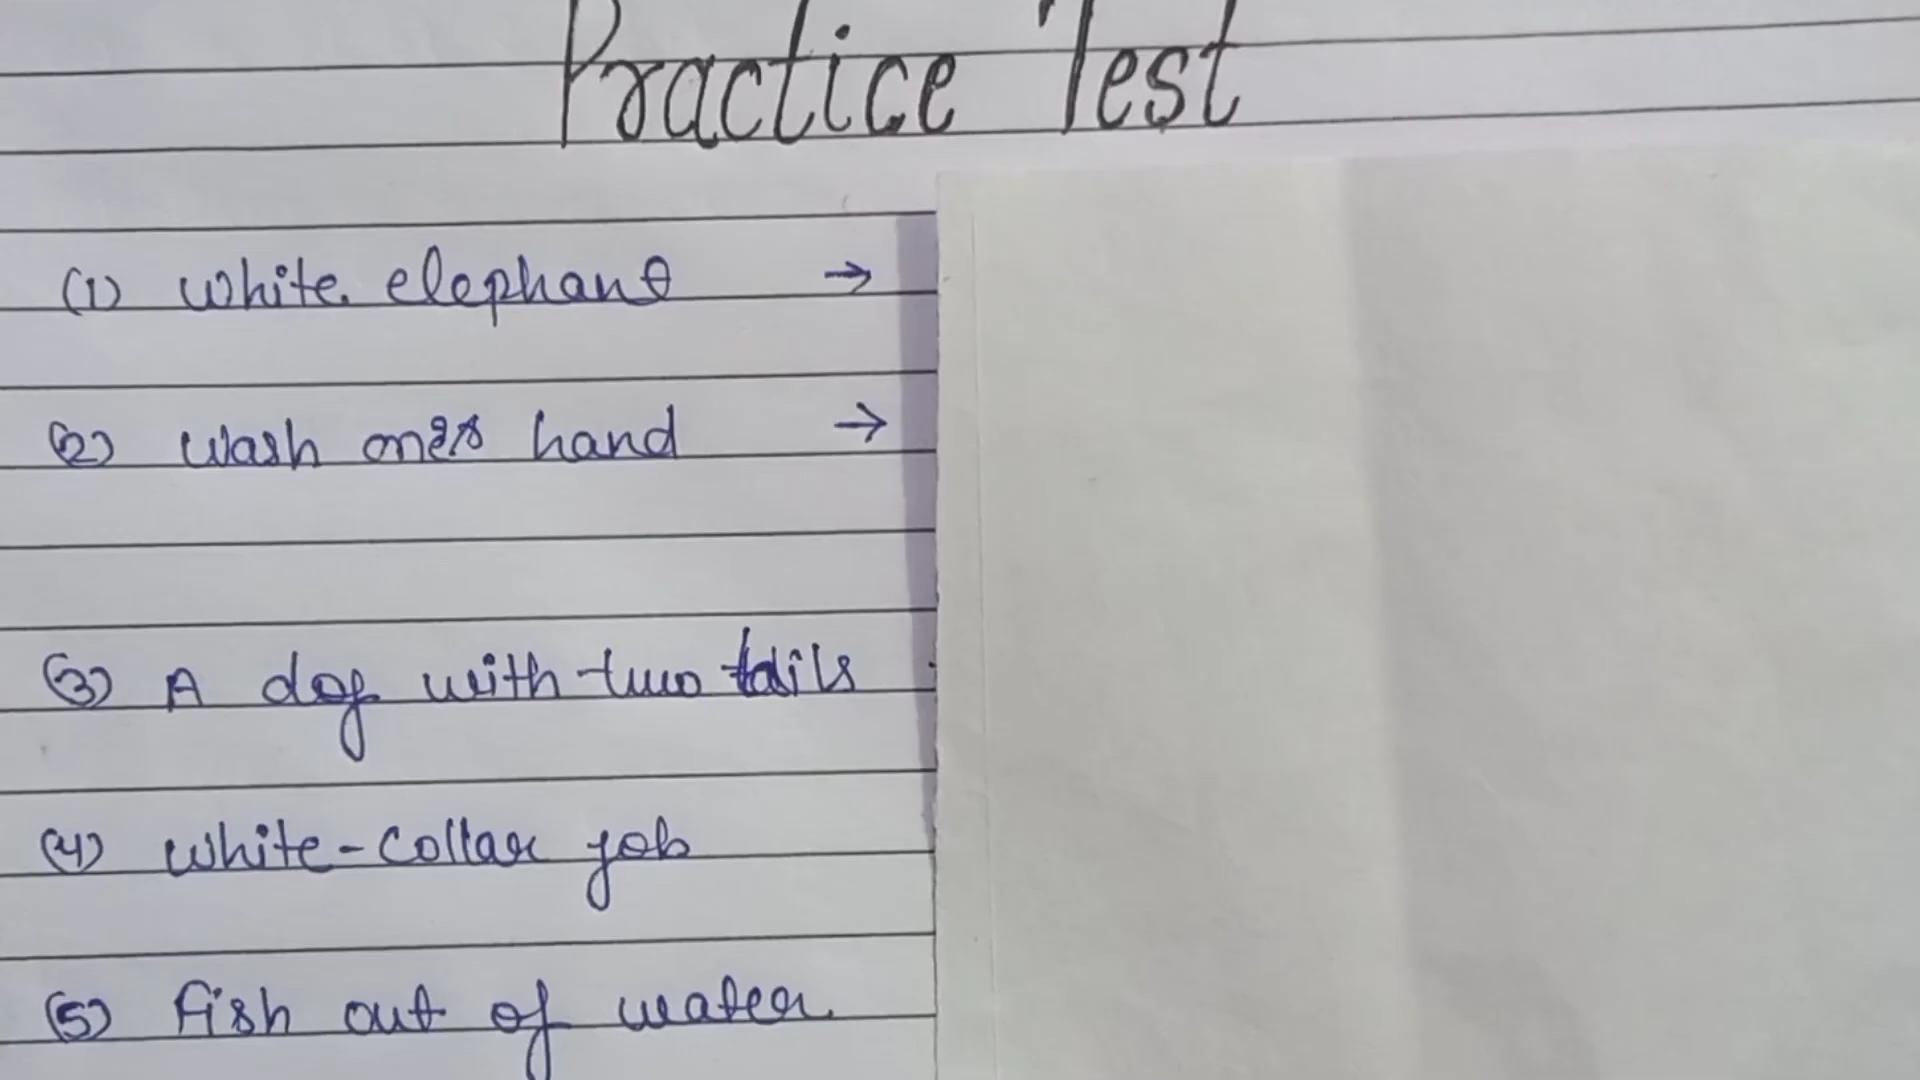 Practice Test
(1) white elephant →
(2) wash ones hand →
(3) A dog with two tails
(4) white-collar job
(5) fish out of water